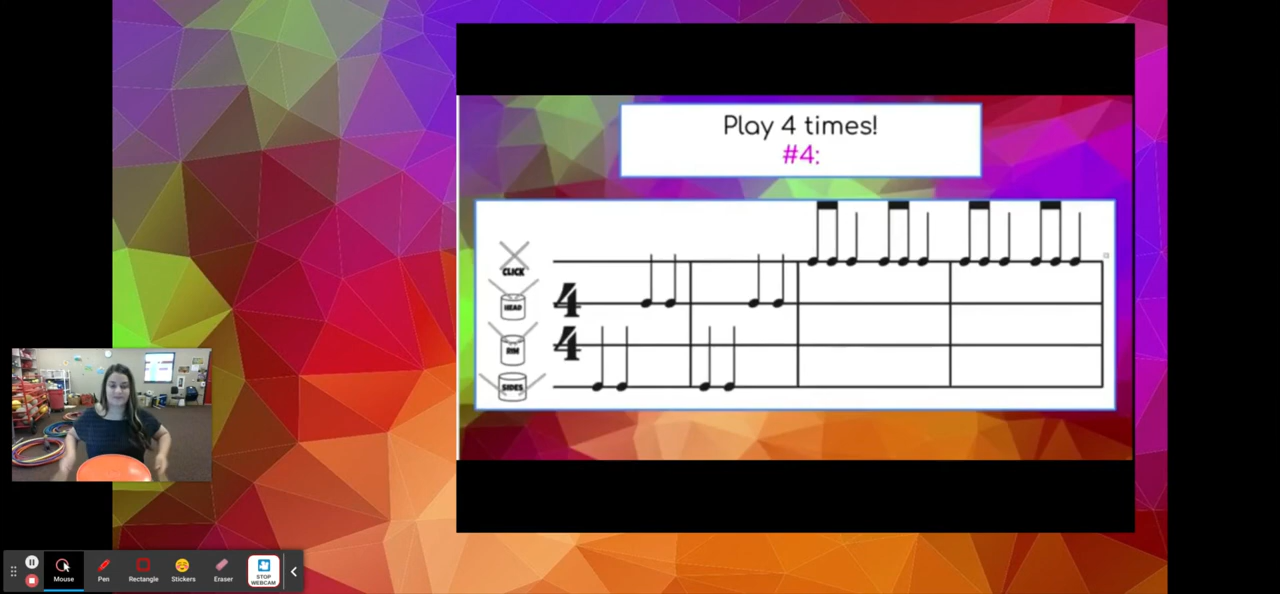 Play 4 times!
#4:
CLICK
HEAD
RIM
SIDES
4
4
Mouse
Pen
Rectangle
Stickers
Eraser
STOP
WEBCAM